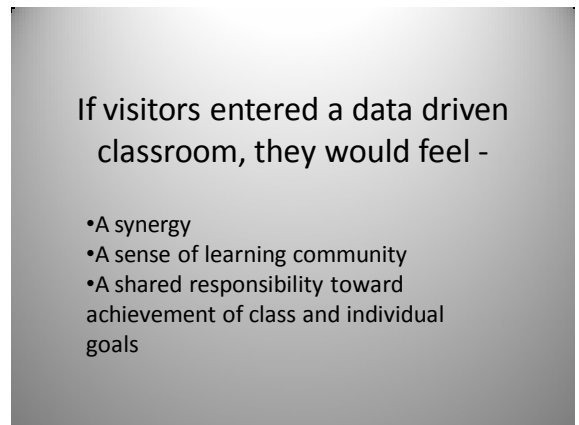 If visitors entered a data driven
classroom, they would feel -
•A synergy
•A sense of learning community
•A shared responsibility toward
achievement of class and individual
goals